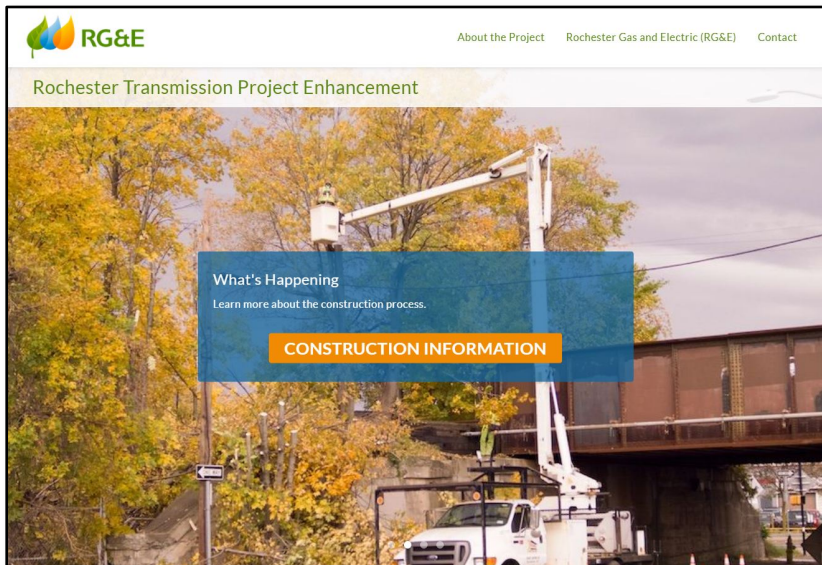 RG&E
About the Project Rochester Gas and Electric (RG&E) Contact
Rochester Transmission Project Enhancement
What's Happening
Learn more about the construction process.
CONSTRUCTION INFORMATION